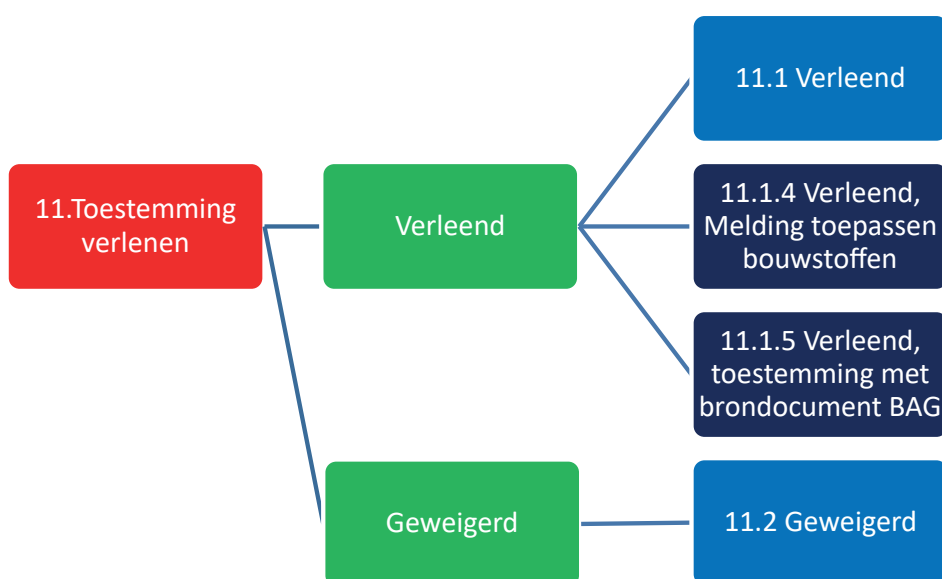 11.Toestemming
verlenen
Verleend
11.1 Verleend
11.1.4 Verleend,
Melding toepassen
bouwstoffen
11.1.5 Verleend,
toestemming met
brondocument BAG
Geweigerd
11.2 Geweigerd